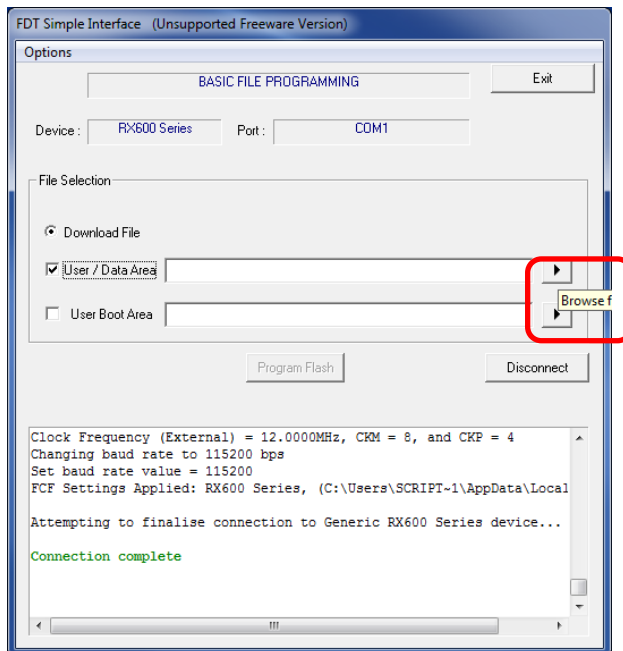 FDT Simple Interface (Unsupported Freeware Version)
Options
BASIC FILE PROGRAMMING
Exit
Device : RX600 Series Port : COM1
File Selection
Download File
User / Data Area
Browse f
User Boot Area
Program Flash Disconnect
Clock Frequency (External) = 12.0000MHz, CKM = 8, and CKP = 4
Changing baud rate to 115200 bps
Set baud rate value = 115200
FCF Settings Applied: RX600 Series, (C:\Users\SCRIPT~1\AppData\Local
Attempting to finalise connection to Generic RX600 Series device...
Connection complete